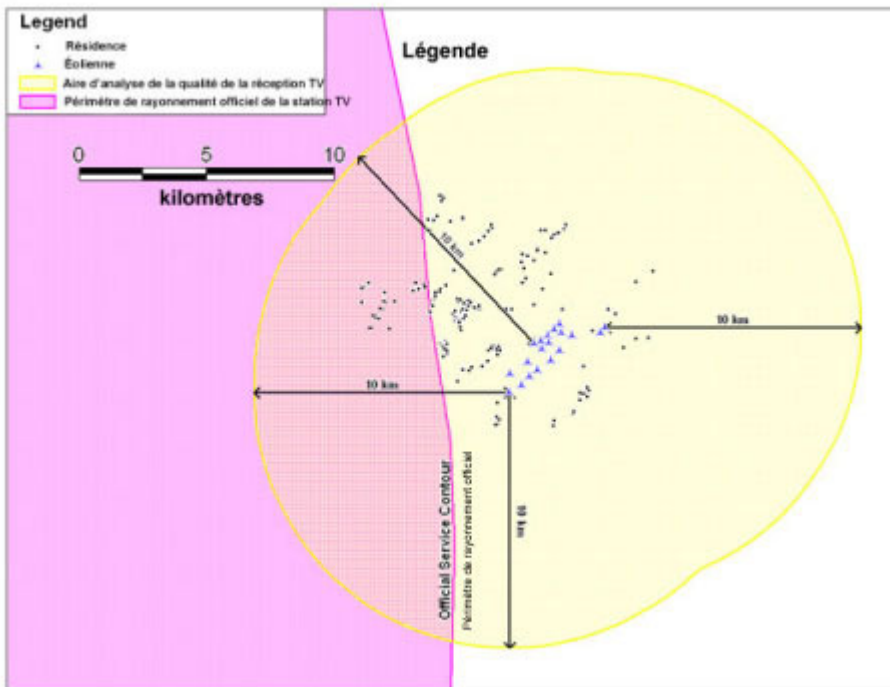 Legend
Résidence
Éolienne
Aire d'analyse de la qualité de la réception TV
Périmètre de rayonnement officiel de la station TV
Légende
0 5 10
kilomètres
10 km
10 km
10 km
10 km
Official Service Contour
Périmètre de rayonnement officiel